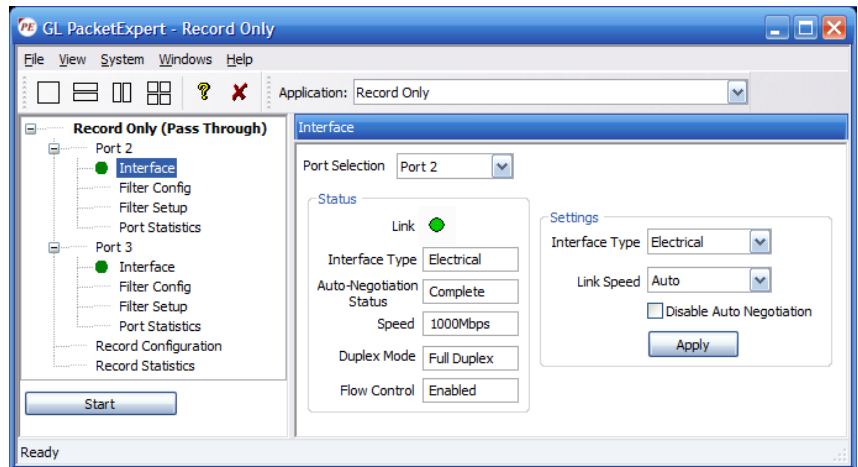 PE GL PacketExpert - Record Only
File View System Windows Help
? Application: Record Only
Record Only (Pass Through)
Port 2
Interface
Filter Config
Filter Setup
Port Statistics
Port 3
Interface
Filter Config
Filter Setup
Port Statistics
Record Configuration
Record Statistics
Start
Interface
Port Selection Port 2
Status
Link
Interface Type Electrical
Auto-Negotiation
Status Complete
Speed 1000Mbps
Duplex Mode Full Duplex
Flow Control Enabled
Settings
Interface Type Electrical
Link Speed Auto
Disable Auto Negotiation
Apply
Ready